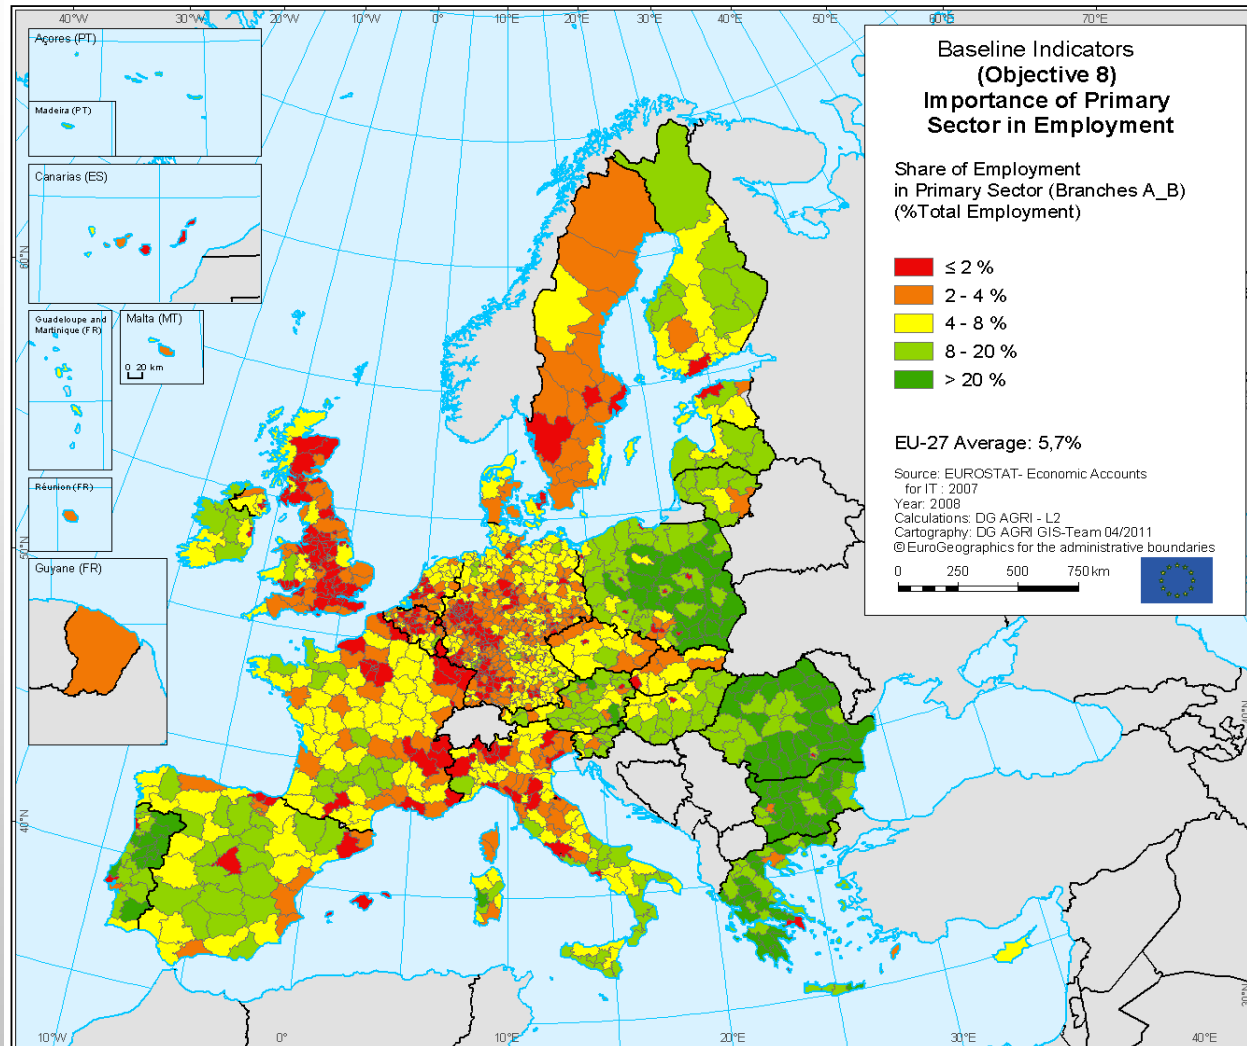 40°W
30°W
20°W
10°W
0°
10°E
20°E
30°E
40°E
50°E
60°E
70°E
Açores (PT)
Madeira (PT)
Canarias (ES)
Guadeloupe and
Martinique (FR)
Malta (MT)
0 20 km
Réunion (FR)
Guyane (FR)
60°N
50°N
40°N
Baseline Indicators
(Objective 8)
Importance of Primary
Sector in Employment
Share of Employment
in Primary Sector (Branches A_B)
(%Total Employment)
≤ 2 %
2 - 4 %
4 - 8 %
8 - 20 %
> 20 %
EU-27 Average: 5,7%
Source: EUROSTAT- Economic Accounts
for IT : 2007
Year: 2008
Calculations: DG AGRI - L2
Cartography: DG AGRI GIS-Team 04/2011
© EuroGeographics for the administrative boundaries
0 250 500 750 km
10°W
0°
10°E
20°E
30°E
40°E